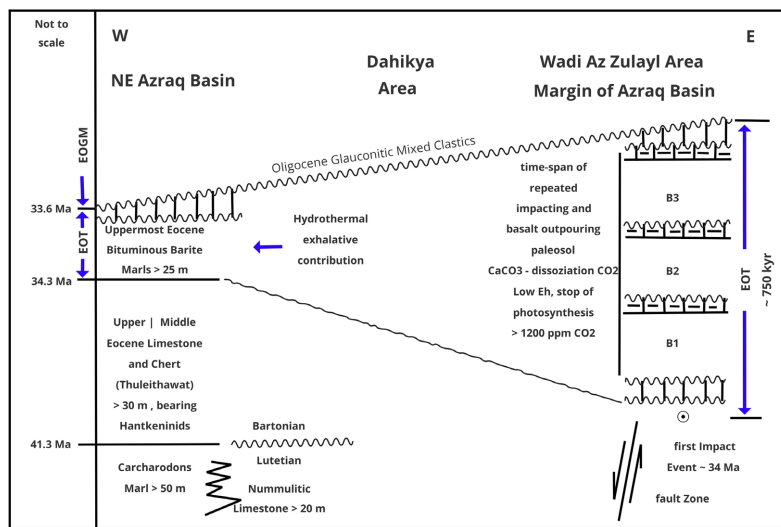 Not to
scale
W
E
NE Azraq Basin
Dahikya
Area
Wadi Az Zulayl Area
Margin of Azraq Basin
EOGM
33.6 Ma
EOT
34.3 Ma
41.3 Ma
Oligocene Glauconitic Mixed Clastics
Uppermost Eocene
Bituminous Barite
Marls > 25 m
Hydrothermal
exhalative
contribution
time-span of
repeated
impacting and
basalt outpouring
paleosol
CaCO3 - dissoziation CO2
Low Eh, stop of
photosynthesis
> 1200 ppm CO2
B3
B2
B1
EOT
~ 750 kyr
Upper | Middle
Eocene Limestone
and Chert
(Thuleithawat)
> 30 m , bearing
Hantkeninids
Bartonian
Lutetian
Carcharodons
Marl > 50 m
Nummulitic
Limestone > 20 m
first Impact
Event ~ 34 Ma
fault Zone